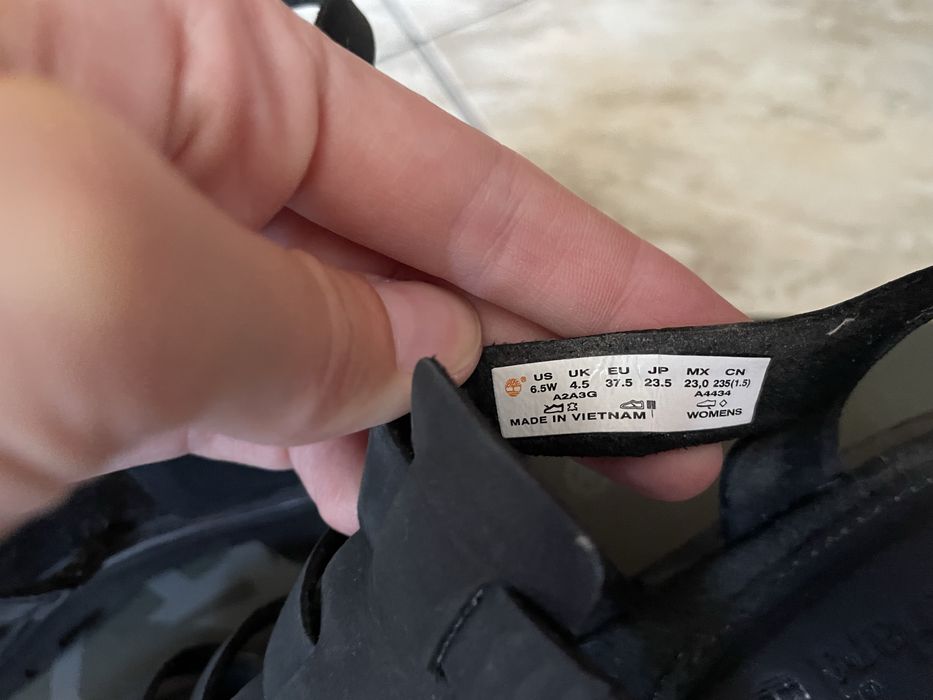 US UK EU JP MX CN
6.5W 4.5 37.5 23.5 23,0 235(1.5)
A2A3G A4434
MADE IN VIETNAM WOMENS